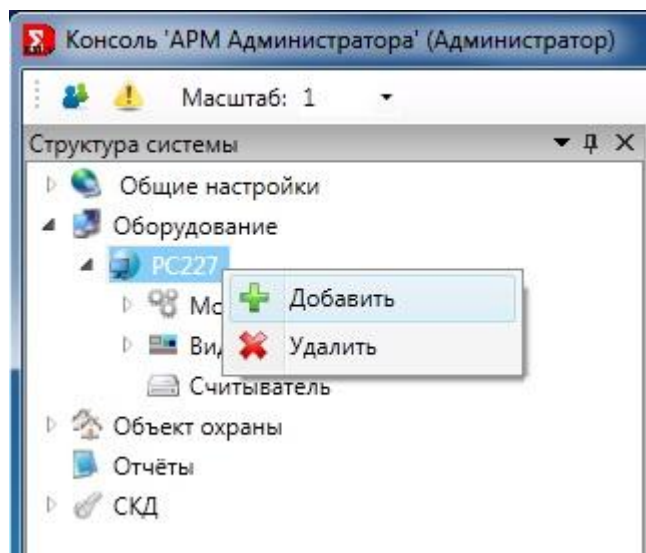 Консоль 'АРМ Администратора' (Администратор)
Масштаб: 1
Структура системы
Общие настройки
Оборудование
PC227
Добавить
Удалить
Считыватель
Объект охраны
Отчёты
СКД